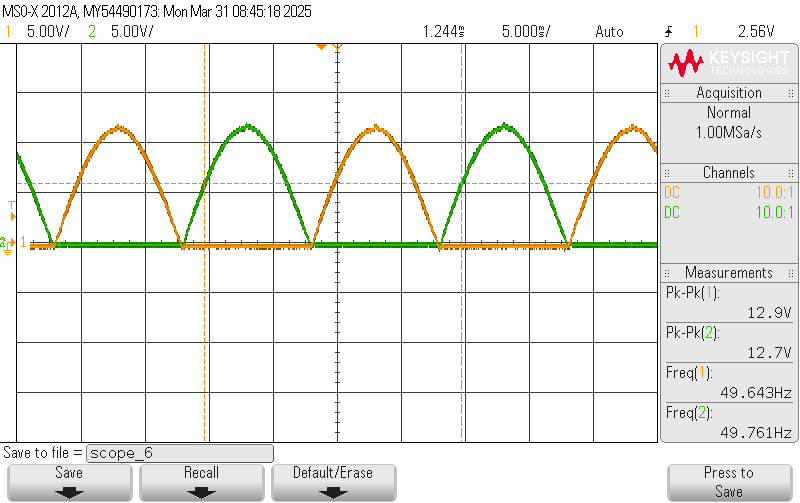 MSO-X 2012A, MY54490173: Mon Mar 31 08:45:18 2025
1 5.00V/ 2 5.00V/ 1.244s 5.000s/ Auto 1 2.56V
KEYSIGHT
TECHNOLOGIES
Acquisition
Normal
1.00MSa/s
Channels
DC 10.0:1
DC 10.0:1
Measurements
Pk-Pk(1):
12.9V
Pk-Pk(2):
12.7V
Freq(1):
49.643Hz
Freq(2):
49.761Hz
T
2 1
Save to file = scope_6
Save
Recall
Default/Erase
Press to
Save